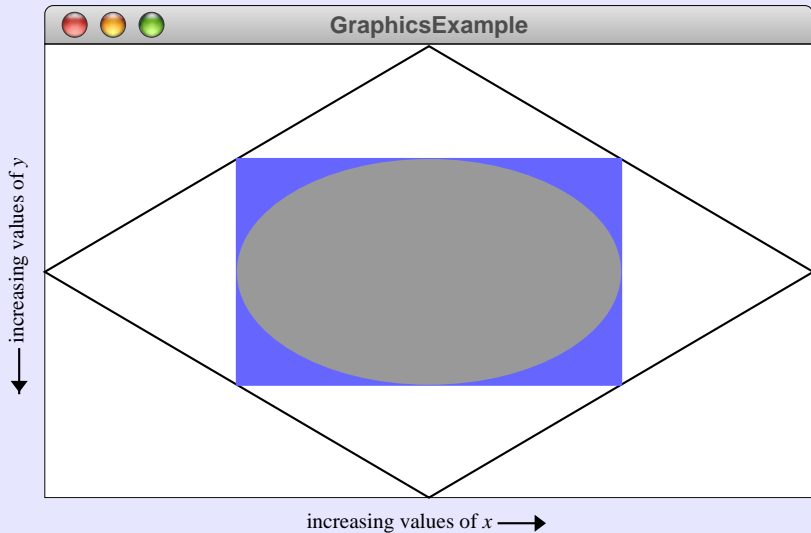 GraphicsExample
increasing values of y
increasing values of x